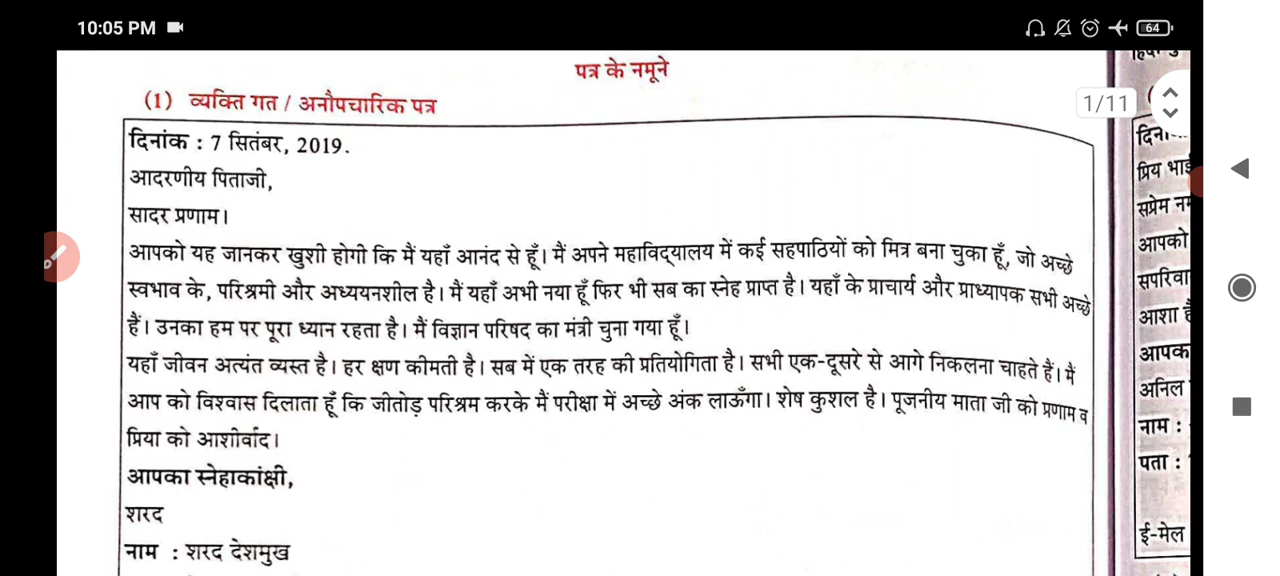 10:05 PM
64
पत्र के नमूने
1/11
(1) व्यक्ति गत / अनौपचारिक पत्र
दिनांक : 7 सितंबर, 2019.
आदरणीय पिताजी,
सादर प्रणाम।
आपको यह जानकर खुशी होगी कि मैं यहाँ आनंद से हूँ। मैं अपने महाविद्यालय में कई सहपाठियों को मित्र बना चुका हूँ, जो अच्छे
स्वभाव के, परिश्रमी और अध्ययनशील है। मैं यहाँ अभी नया हूँ फिर भी सब का स्नेह प्राप्त है। यहाँ के प्राचार्य और प्राध्यापक सभी अच्छे
हैं। उनका हम पर पूरा ध्यान रहता है। मैं विज्ञान परिषद का मंत्री चुना गया हूँ।
यहाँ जीवन अत्यंत व्यस्त है। हर क्षण कीमती है। सब में एक तरह की प्रतियोगिता है। सभी एक-दूसरे से आगे निकलना चाहते हैं। मैं
आप को विश्वास दिलाता हूँ कि जीतोड़ परिश्रम करके मैं परीक्षा में अच्छे अंक लाऊँगा। शेष कुशल है। पूजनीय माता जी को प्रणाम व
प्रिया को आशीर्वाद।
आपका स्नेहाकांक्षी,
शरद
नाम : शरद देशमुख
प्रिय भाई
सप्रेम
आपको
सपरिवा
आशा है
आपक
अनिल
नाम :
पता :
ई-मेल